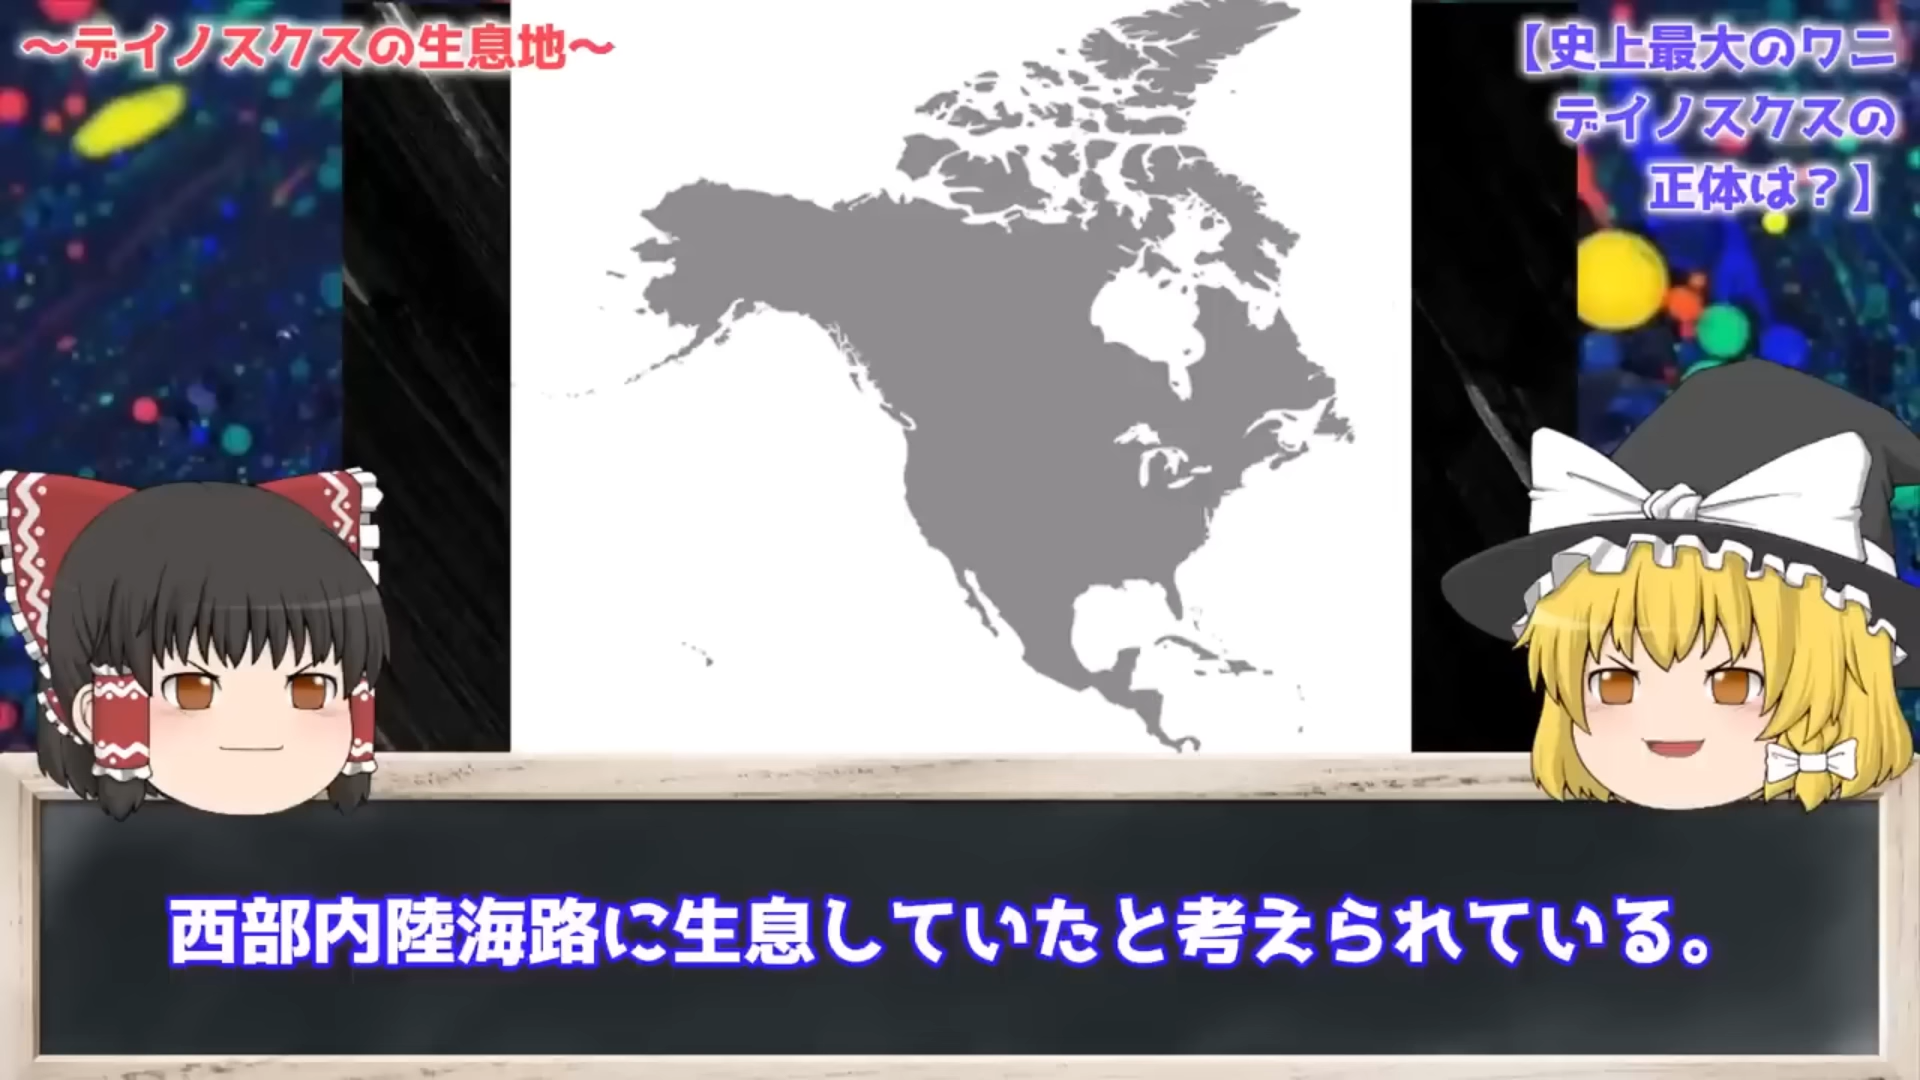 ～デイノスクスの生息地～
【史上最大のワニ
デイノスクスの
正体は？】
西部内陸海路に生息していたと考えられている。